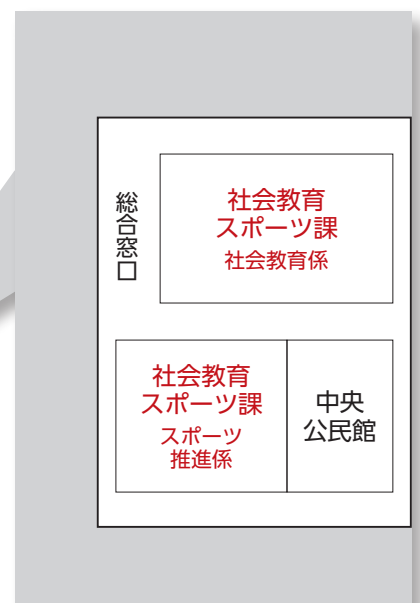 総合窓口
社会教育
スポーツ課
社会教育係
社会教育
スポーツ課
スポーツ
推進係
中央
公民館